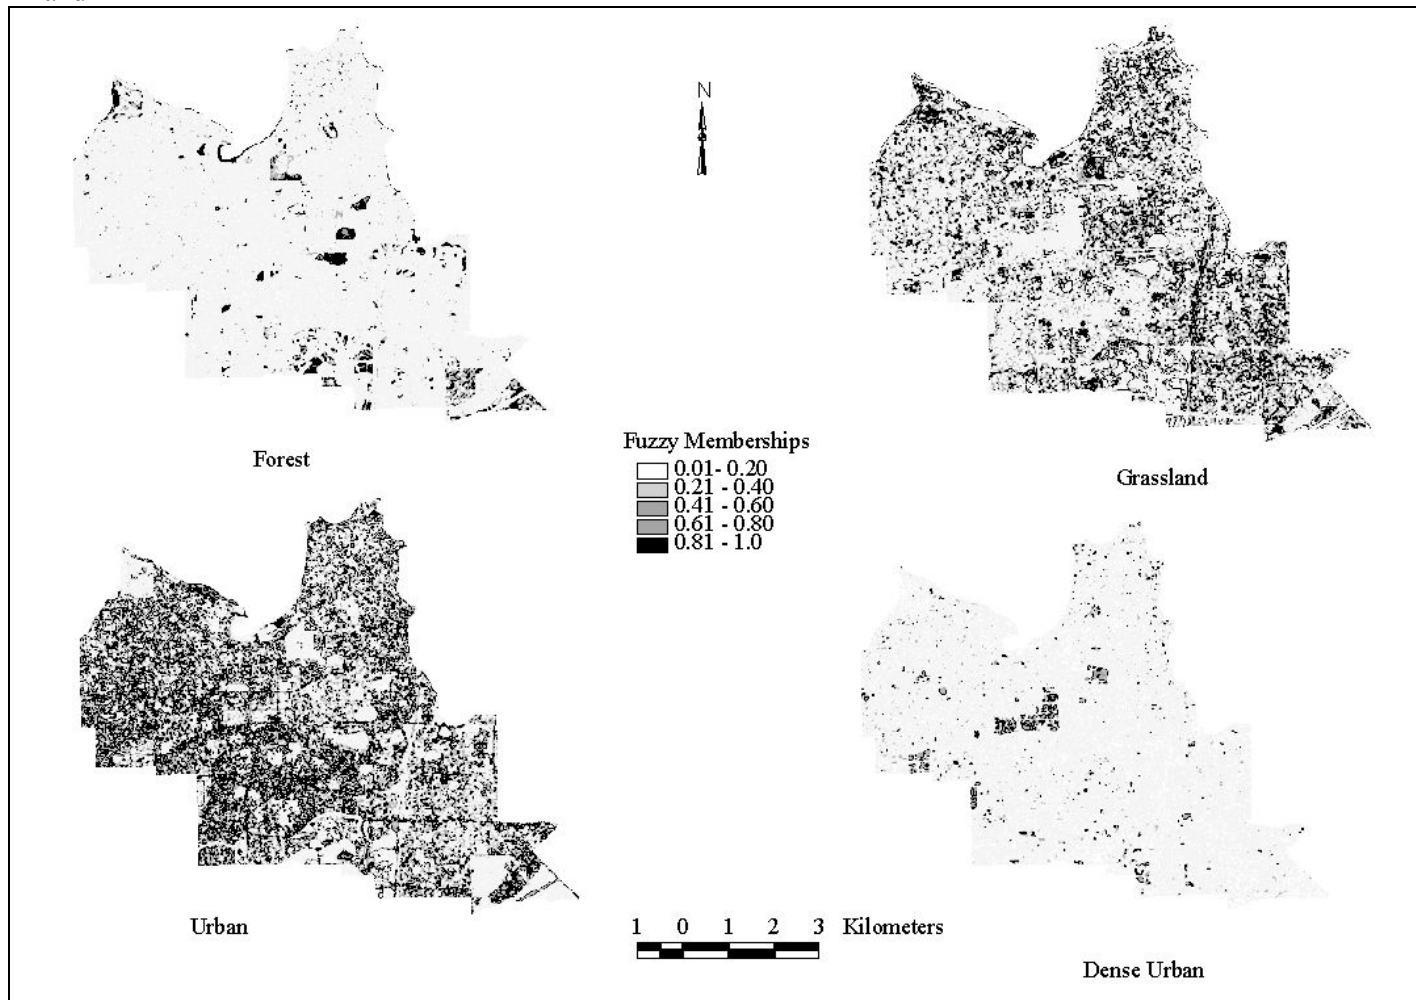 N
Forest
Fuzzy Memberships
0.01- 0.20
0.21 - 0.40
0.41 - 0.60
0.61 - 0.80
0.81 - 1.0
Grassland
Urban
1 0 1 2 3 Kilometers
Dense Urban